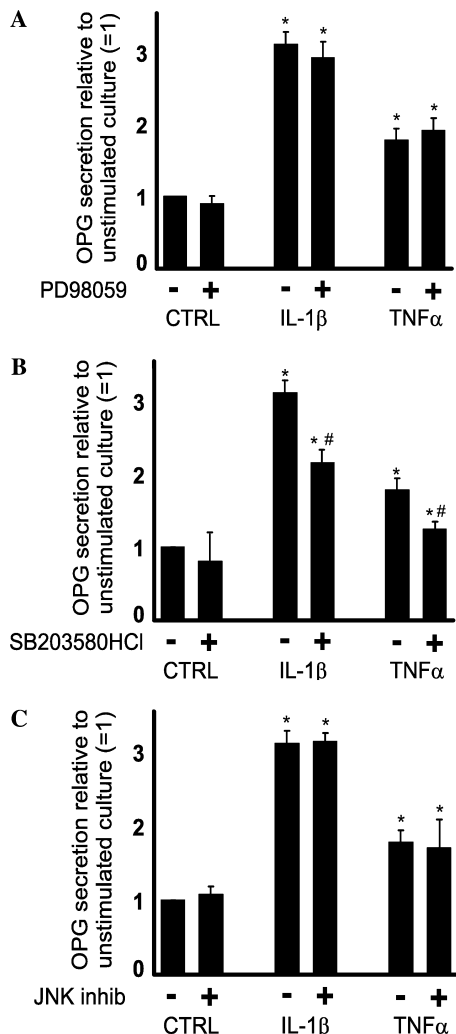 A
OPG secretion relative to
unstimulated culture (=1)
3
2
1
0
* * * *
PD98059 - + - + - +
CTRL IL-1β TNFα
B
OPG secretion relative to
unstimulated culture (=1)
3
2
1
0
* *# * *#
SB203580HCl - + - + - +
CTRL IL-1β TNFα
C
OPG secretion relative to
unstimulated culture (=1)
3
2
1
0
* * * *
JNK inhib - + - + - +
CTRL IL-1β TNFα